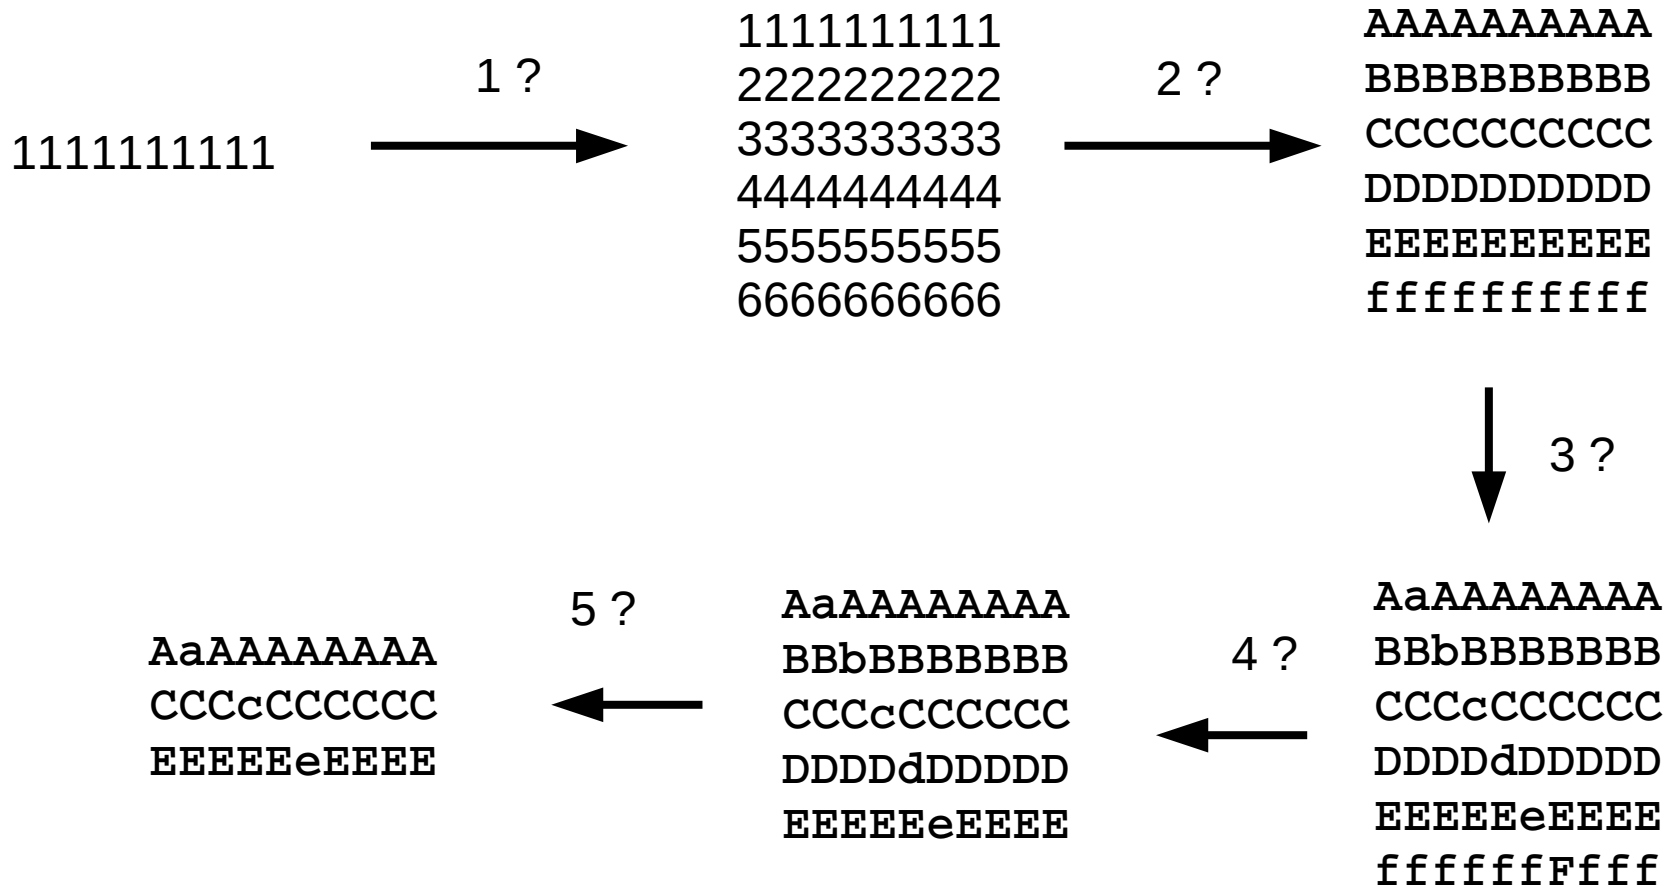 1111111111
1 ?
1111111111
2222222222
3333333333
4444444444
5555555555
6666666666
2 ?
AAAAAAAAAA
BBBBBBBBBB
CCCCCCCCCC
DDDDDDDDDD
EEEEEEEEEE
ffffffffff
3 ?
AaAAAAAAAA
BBbBBBBBBB
CCCcCCCCCC
DDDDdDDDDD
EEEEEeEEEE
ffffffFfff
4 ?
AaAAAAAAAA
BBbBBBBBBB
CCCcCCCCCC
DDDDdDDDDD
EEEEEeEEEE
5 ?
AaAAAAAAAA
CCCcCCCCCC
EEEEEeEEEE